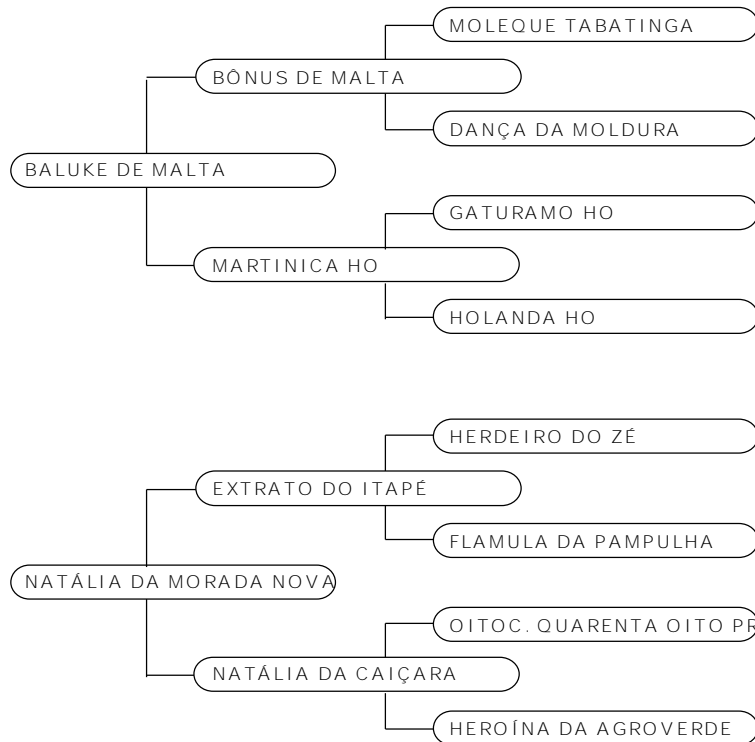 MOLEQUE TABATINGA
BÔNUS DE MALTA
DANÇA DA MOLDURA
BALUKE DE MALTA
GATURAMO HO
MARTINICA HO
HOLANDA HO
HERDEIRO DO ZÉ
EXTRATO DO ITAPÉ
FLAMULA DA PAMPULHA
NATÁLIA DA MORADA NOVA
OITOC. QUARENTA OITO PR
NATÁLIA DA CAIÇARA
HEROÍNA DA AGROVERDE